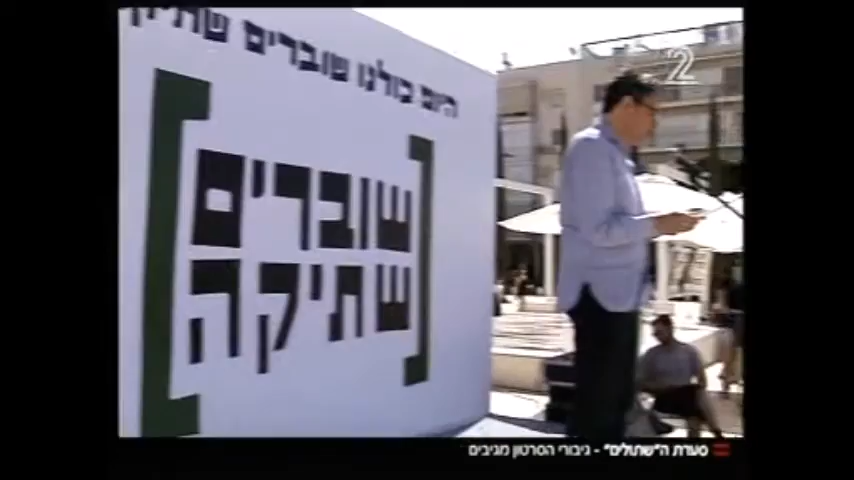 היום כולנו שוברים שתיקה
שוברים
שתיקה
2
סערת ה"שתולים" - גיבורי הסרטון מגיבים